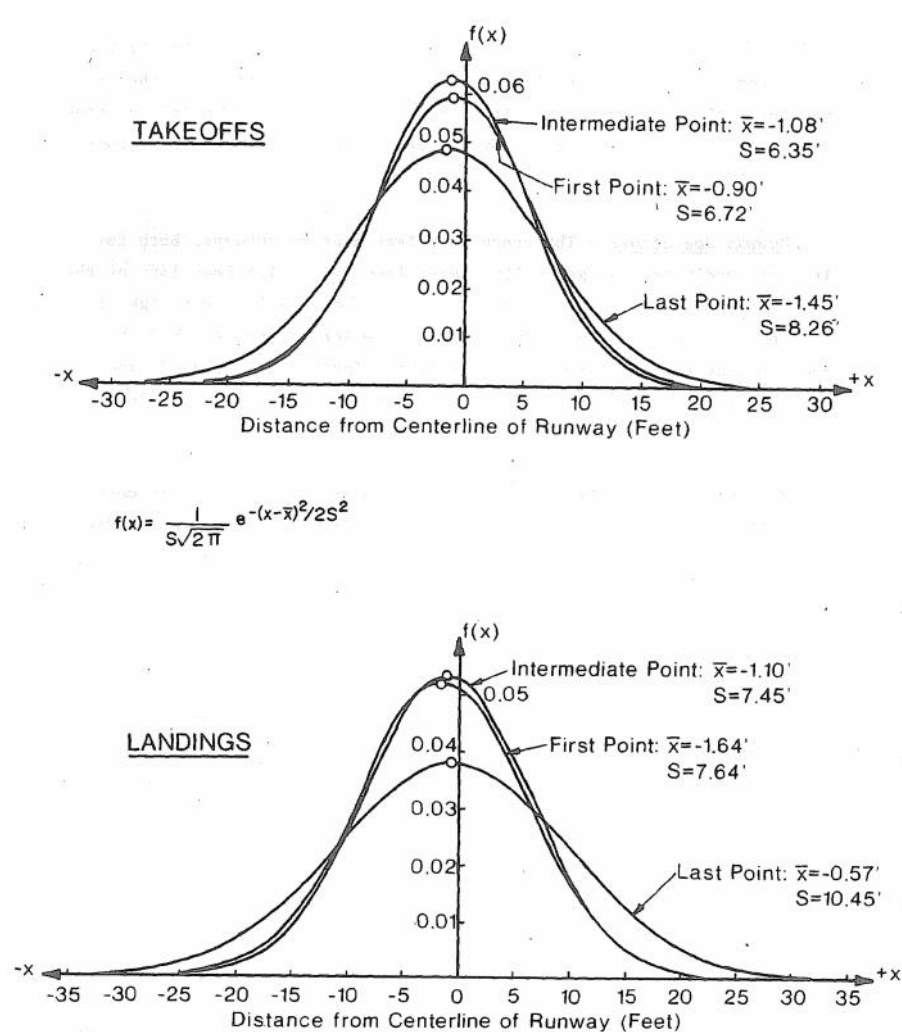 f(x)
0.06
TAKEOFFS
Intermediate Point: x̄=-1.08'
S=6.35'
0.05
First Point: x̄=-0.90'
S=6.72'
0.04
0.03
0.02
Last Point: x̄=-1.45'
S=8.26'
0.01
-x
+x
-30 -25 -20 -15 -10 -5 0 5 10 15 20 25 30
Distance from Centerline of Runway (Feet)
f(x)= 1/(S√2π) e^-(x-x̄)²/2S²
f(x)
Intermediate Point: x̄=-1.10'
S=7.45'
0.05
LANDINGS
First Point: x̄=-1.64'
S=7.64'
0.04
0.03
0.02
Last Point: x̄=-0.57'
S=10.45'
0.01
-x
+x
-35 -30 -25 -20 -15 -10 -5 0 5 10 15 20 25 30 35
Distance from Centerline of Runway (Feet)